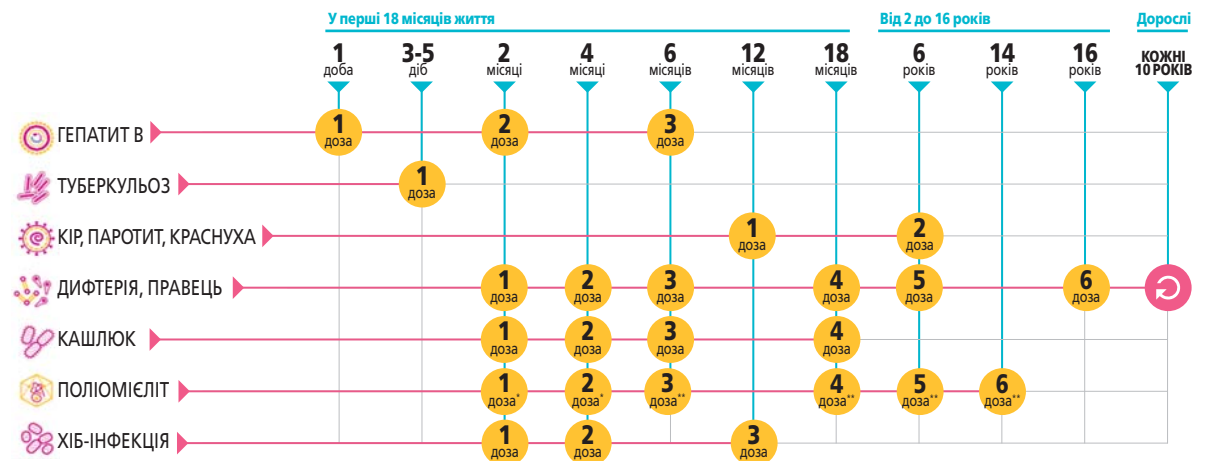 У перші 18 місяців життя Від 2 до 16 років Дорослі
1 3-5 2 4 6 12 18 6 14 16 КОЖНІ
доба діб місяці місяці місяців місяців місяців років років років 10 РОКІВ
ГЕПАТИТ В 1 2 3
доза доза доза
ТУБЕРКУЛЬОЗ 1
доза
КІР, ПАРОТИТ, КРАСНУХА 1 2
доза доза
ДИФТЕРІЯ, ПРАВЕЦЬ 1 2 3 4 5 6
доза доза доза доза доза доза
КАШЛЮК 1 2 3 4
доза доза доза доза
ПОЛІОМІЄЛІТ 1 2 3 4 5 6
доза* доза* доза** доза** доза** доза**
ХІБ-ІНФЕКЦІЯ 1 2 3
доза доза доза